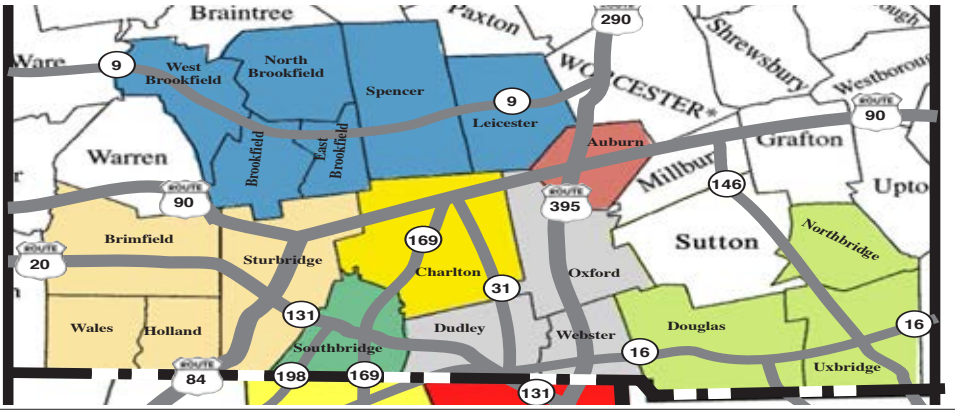 Braintree
Paxton
ROUTE
290
Shrewsbury
Ware
9
West
Brookfield
North
Brookfield
Spencer
9
Leicester
WORCESTER*
ROUTE
90
Warren
Brookfield
East
Brookfield
Auburn
Millbur
Grafton
146
Upto
ROUTE
90
ROUTE
395
Brimfield
Sturbridge
169
Charlton
31
Oxford
Sutton
Northbridge
ROUTE
20
Wales
Holland
131
Southbridge
Dudley
Webster
Douglas
16
16
Uxbridge
ROUTE
84
198
169
131